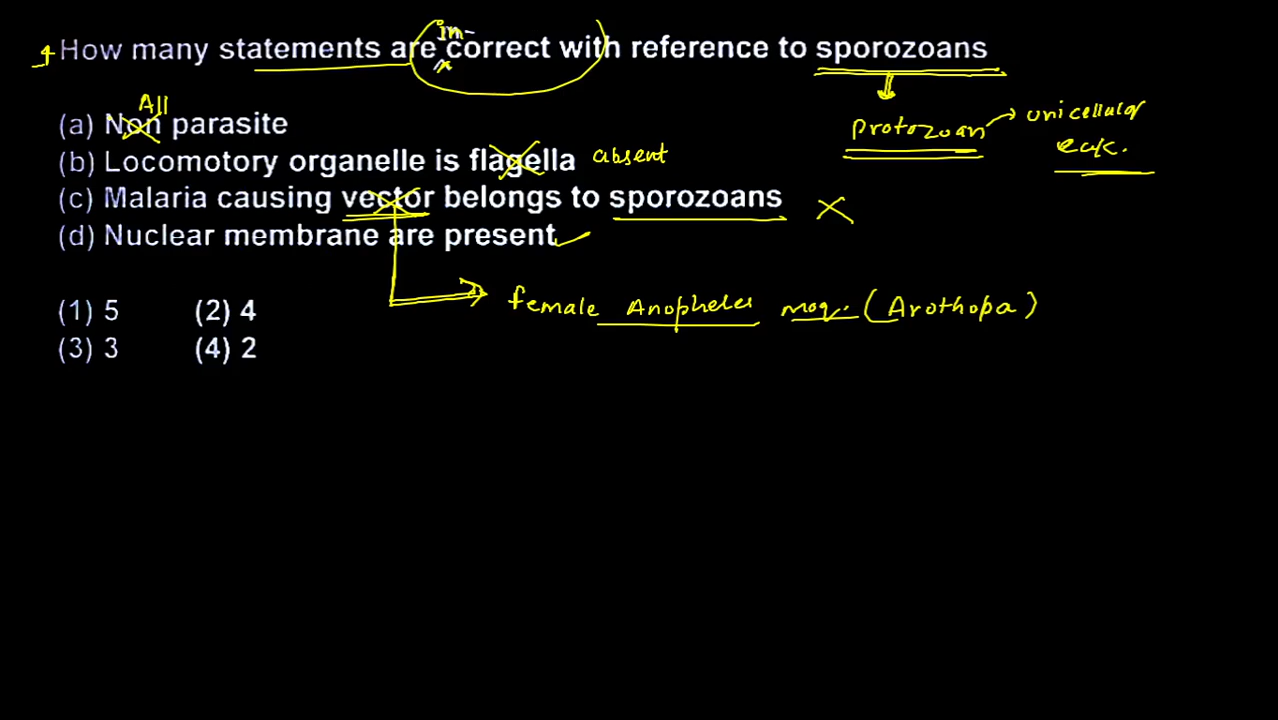 How many statements are in-correct with reference to sporozoans
All
(a) Non parasite
(b) Locomotory organelle is flagella absent
(c) Malaria causing vector belongs to sporozoans
(d) Nuclear membrane are present
protozoan
unicellular
euk.
female Anopheles moq. (Arothopa)
(1) 5 (2) 4
(3) 3 (4) 2